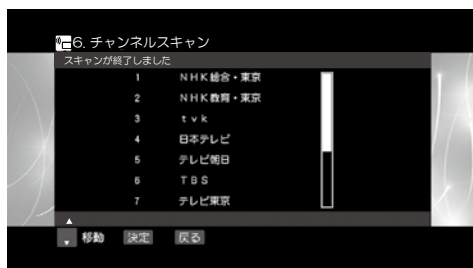 6. チャンネルスキャン
スキャンが終了しました
1 NHK総合・東京
2 NHK教育・東京
3 tvk
4 日本テレビ
5 テレビ朝日
6 TBS
7 テレビ東京
▲
▼ 移動 決定 戻る